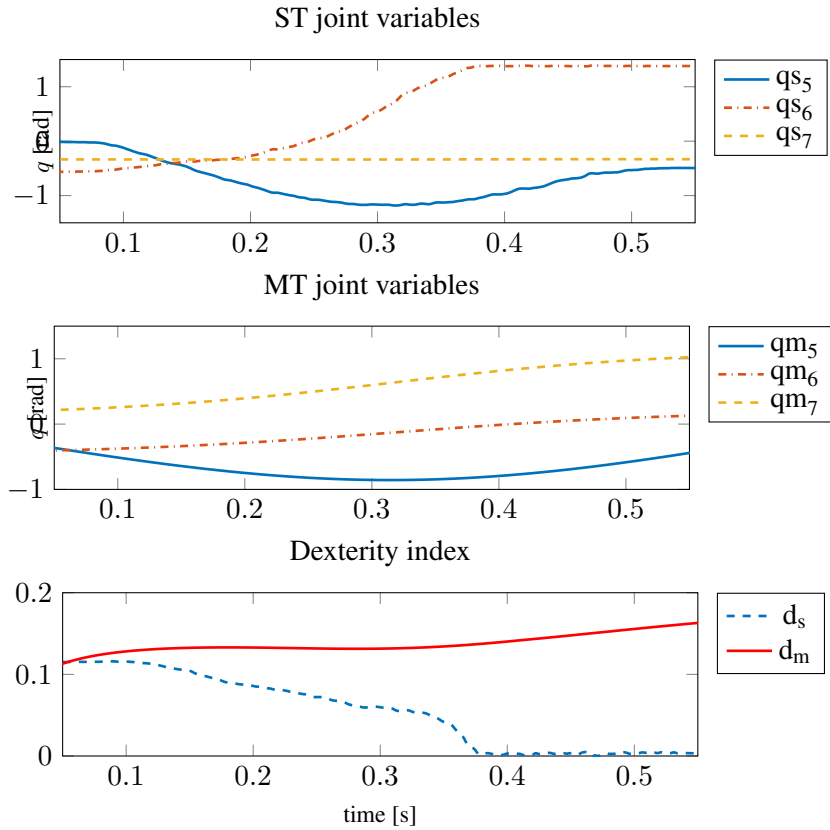 ST joint variables
1
0
−1
q [rad]
0.1 0.2 0.3 0.4 0.5
qs₅
qs₆
qs₇
MT joint variables
1
0
−1
q [rad]
0.1 0.2 0.3 0.4 0.5
qm₅
qm₆
qm₇
Dexterity index
0.2
0.1
0
0.1 0.2 0.3 0.4 0.5
time [s]
dₛ
dₘ